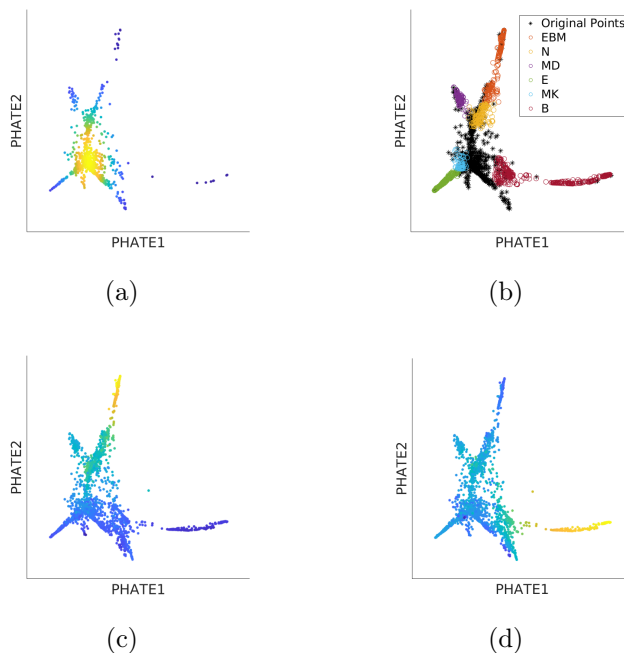 PHATE2
PHATE1
(a)
PHATE2
Original Points
EBM
N
MD
E
MK
B
PHATE1
(b)
PHATE2
PHATE1
(c)
PHATE2
PHATE1
(d)